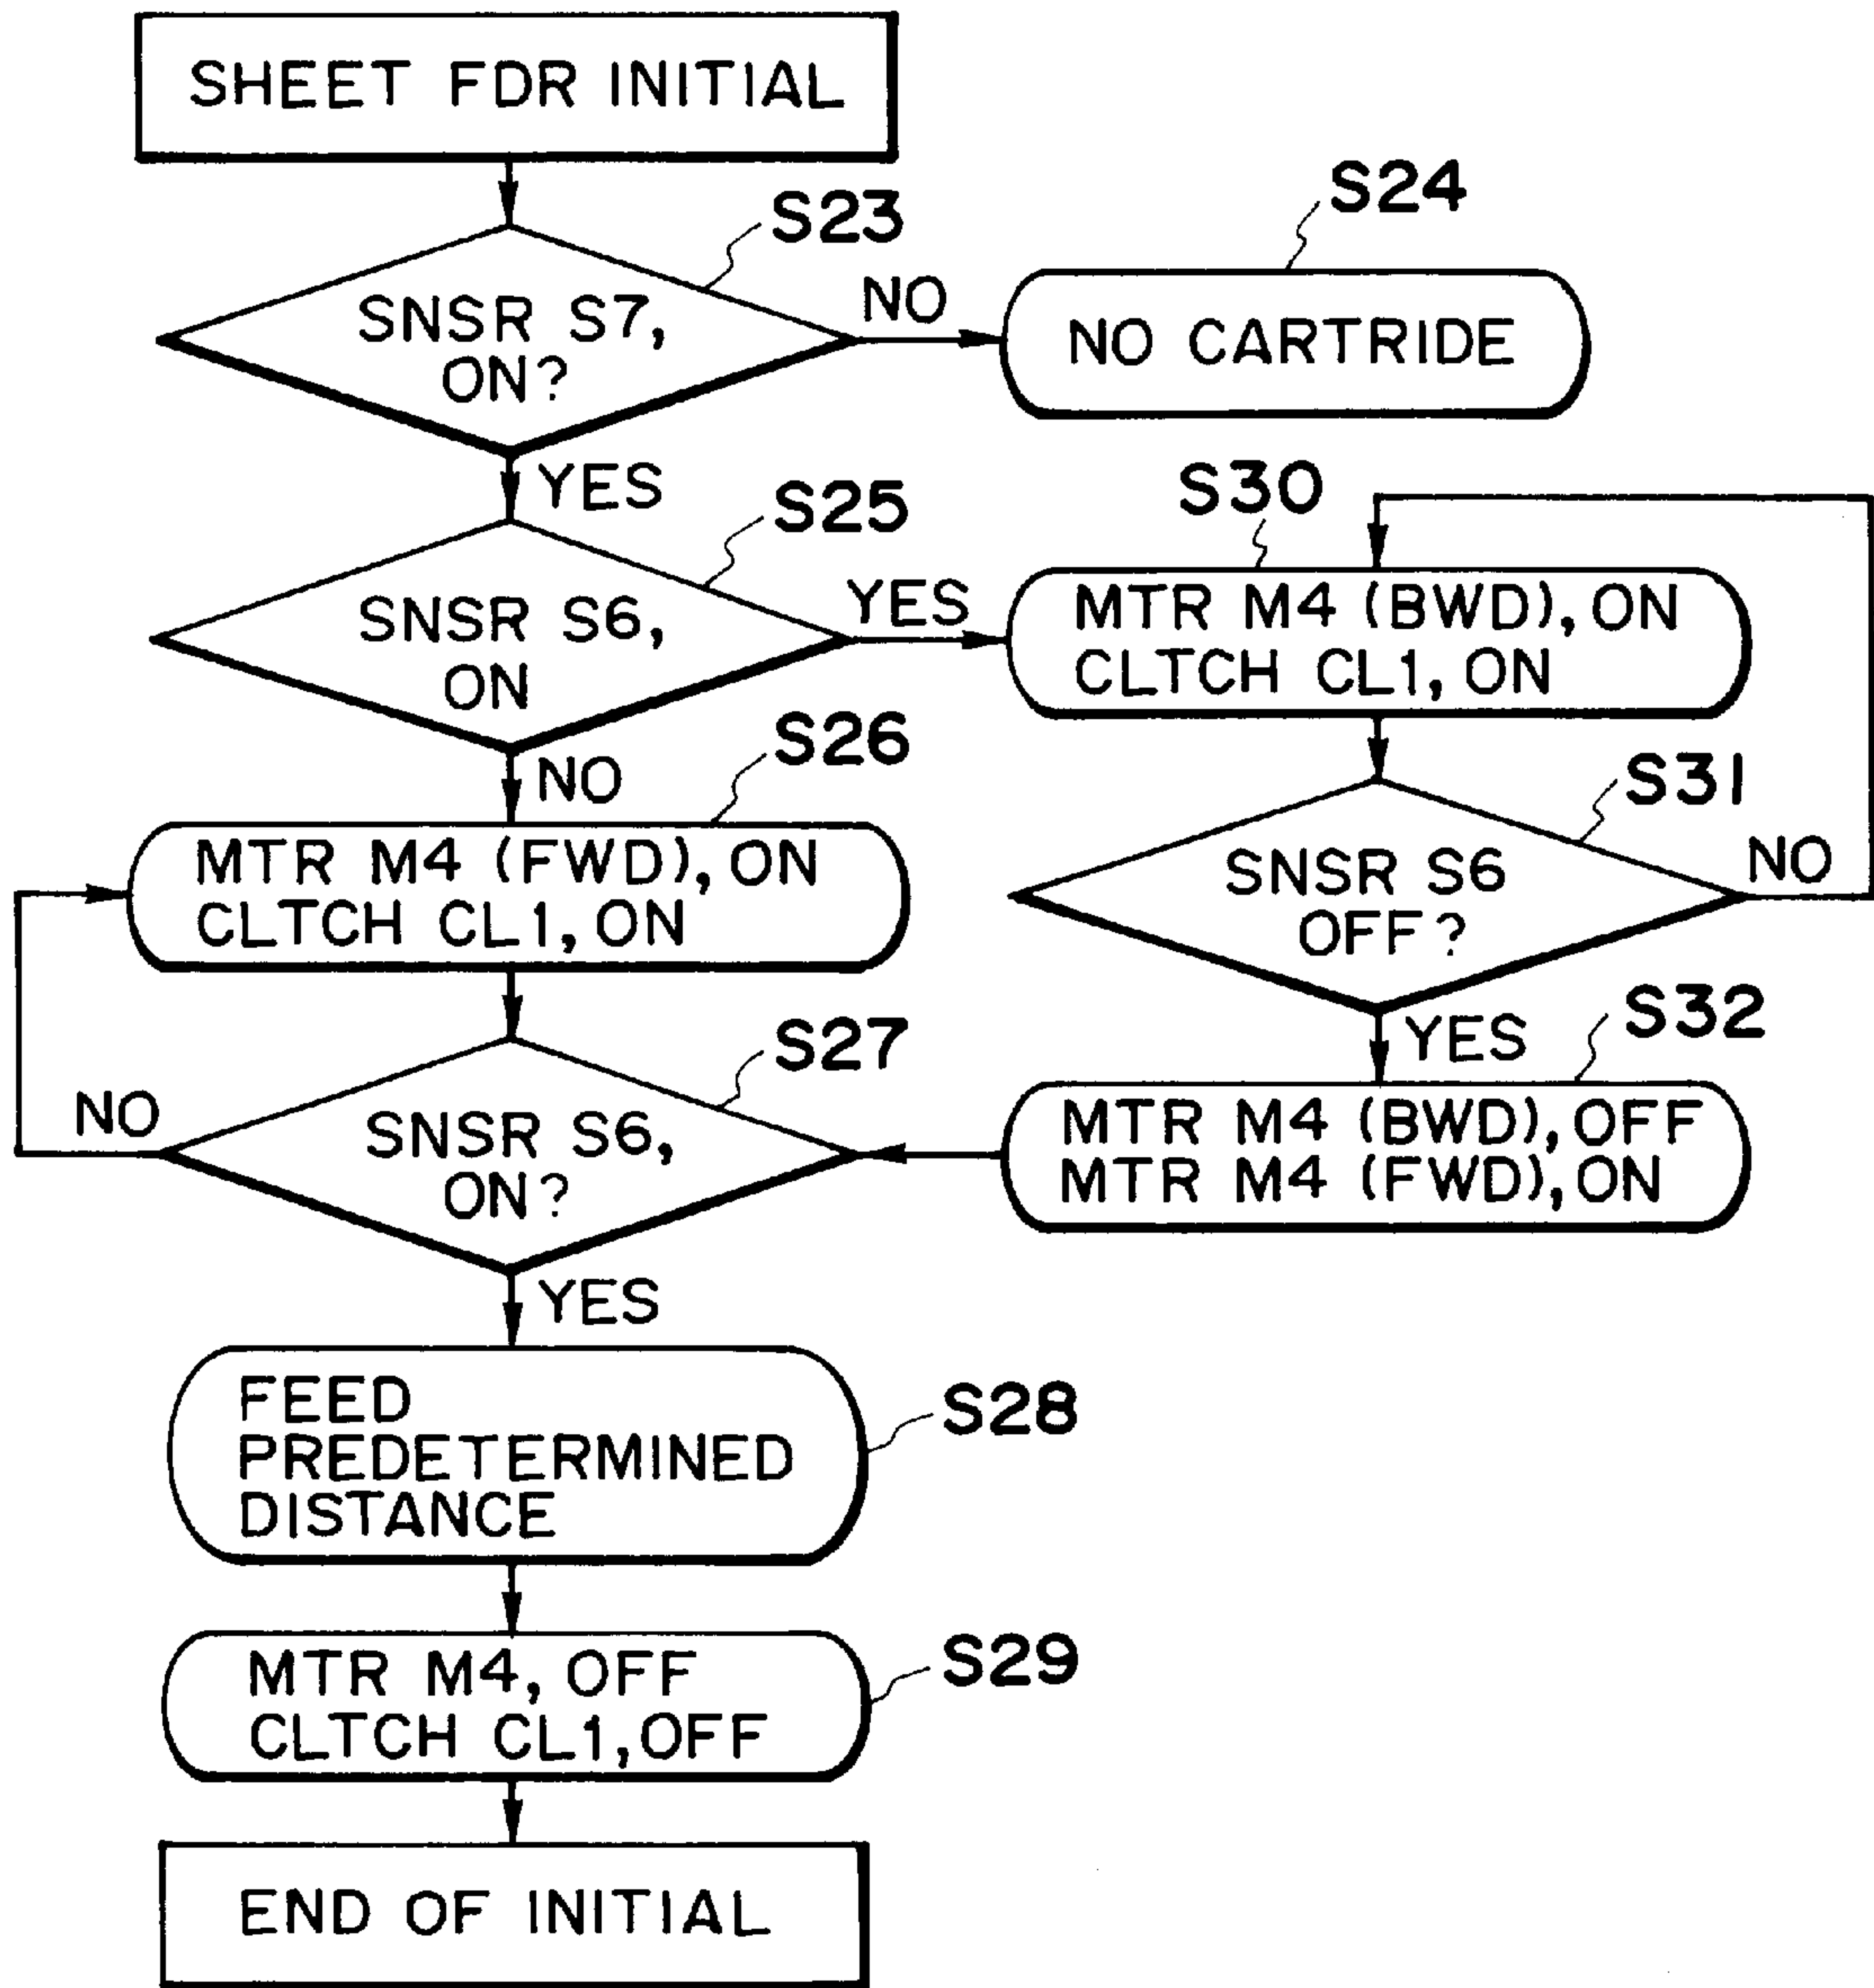 SHEET FDR INITIAL
S23
SNSR S7,
ON?
NO
S24
NO CARTRIDE
YES
S25
SNSR S6,
ON
YES
S30
MTR M4 (BWD), ON
CLTCH CL1, ON
NO
S26
MTR M4 (FWD), ON
CLTCH CL1, ON
S31
SNSR S6
OFF?
NO
YES
S32
MTR M4 (BWD), OFF
MTR M4 (FWD), ON
S27
SNSR S6,
ON?
NO
YES
FEED
PREDETERMINED
DISTANCE
S28
MTR M4, OFF
CLTCH CL1, OFF
S29
END OF INITIAL